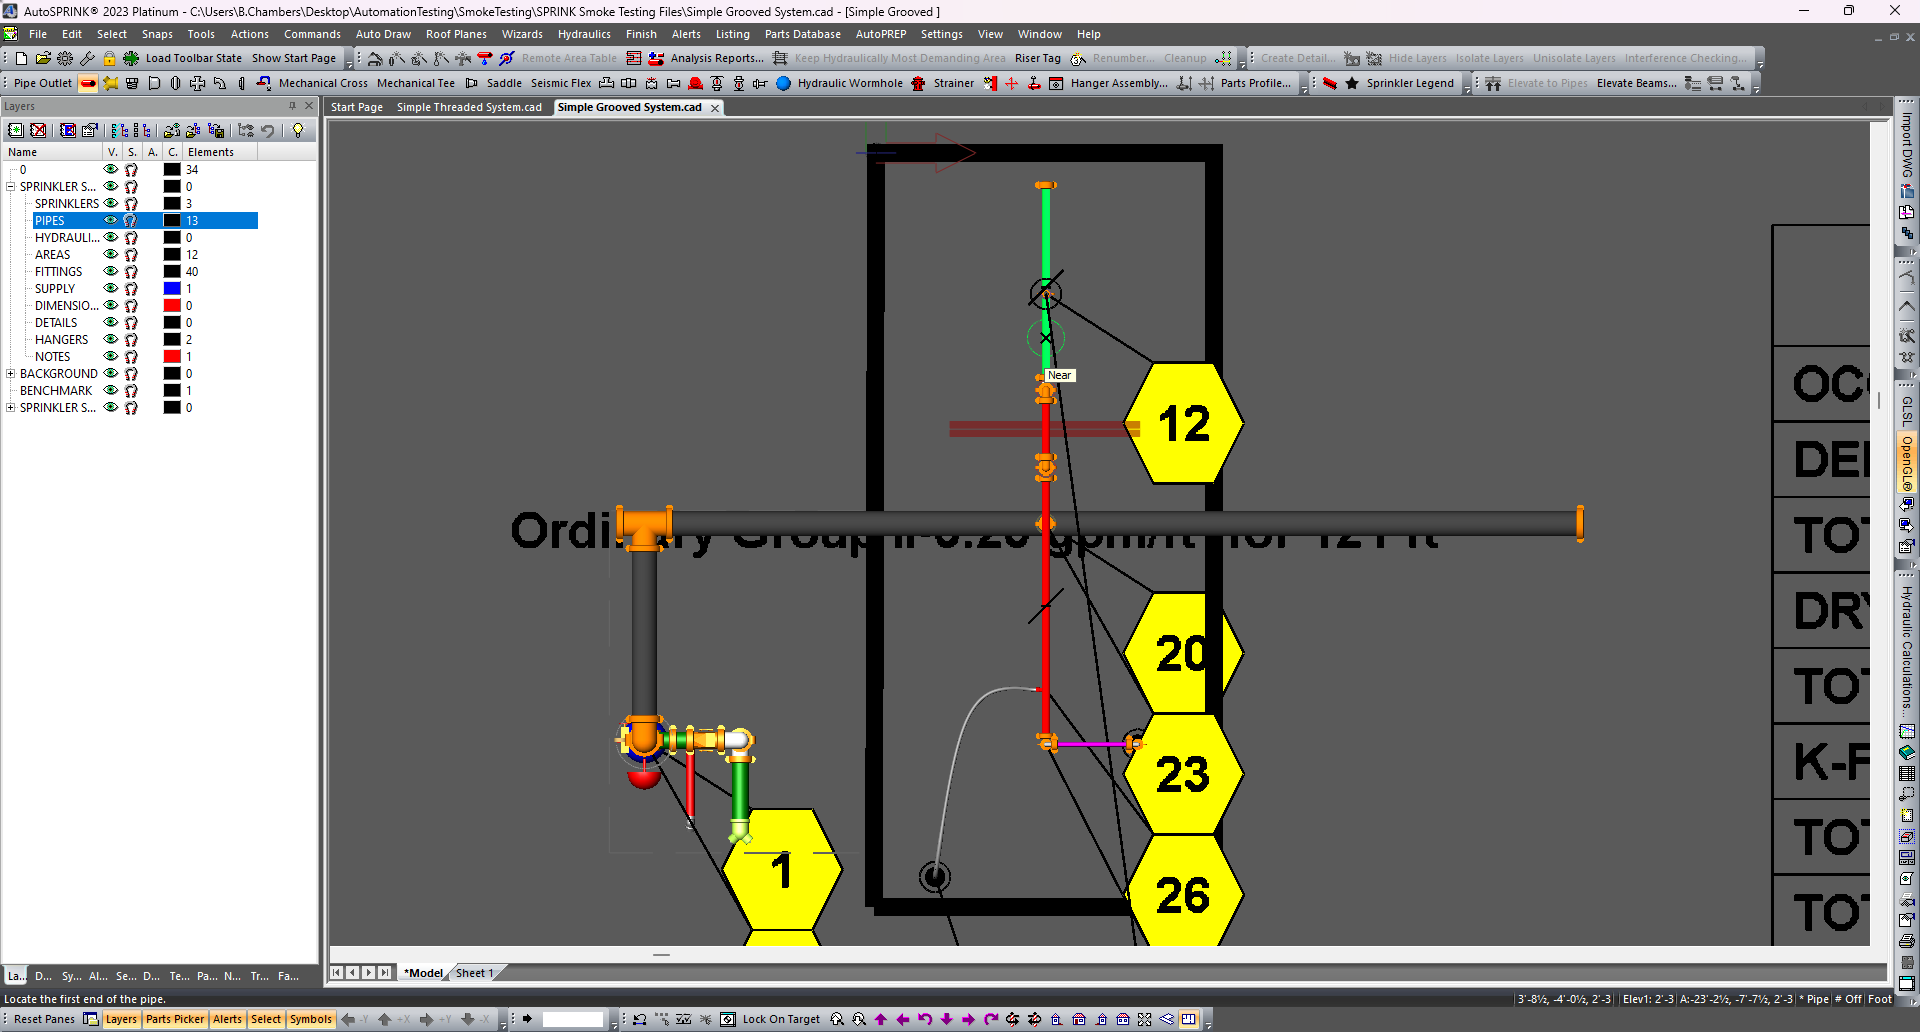 AutoSPRINK® 2023 Platinum - C:\Users\B.Chambers\Desktop\AutomationTesting\SmokeTesting\SPRINK Smoke Testing Files\Simple Grooved System.cad - [Simple Grooved ]
File Edit Select Snaps Tools Actions Commands Auto Draw Roof Planes Wizards Hydraulics Finish Alerts Listing Parts Database AutoPREP Settings View Window Help
Load Toolbar State Show Start Page Remote Area Table Analysis Reports... Keep Hydraulically Most Demanding Area Riser Tag Renumber... Cleanup Create Detail... Hide Layers Isolate Layers Unisolate Layers Interference Checking...
Pipe Outlet Mechanical Cross Mechanical Tee Saddle Seismic Flex Hydraulic Wormhole Strainer Hanger Assembly... Parts Profile... Sprinkler Legend Elevate to Pipes Elevate Beams...
Layers
Start Page Simple Threaded System.cad Simple Grooved System.cad
Name V. S. A. C. Elements
0 34
SPRINKLER S... 0
SPRINKLERS 3
PIPES 13
HYDRAULI... 0
AREAS 12
FITTINGS 40
SUPPLY 1
DIMENSIO... 0
DETAILS 0
HANGERS 2
NOTES 1
BACKGROUND 0
BENCHMARK 1
SPRINKLER S... 0
Near
12
20
23
26
1
OC
DE
TOT
DRY
TOT
K-F
TOT
TOT
Import DWG
GLSL
OpenGL®
Hydraulic Calculations...
La... D... Sy... Al... Se... D... Te... Pa... N... Tr... Fa...
*Model Sheet 1
Locate the first end of the pipe.
3'-8½, -4'-0½, 2'-3 Elev1: 2'-3 A:-23'-2½, -7'-7½, 2'-3 * Pipe # Off Foot
Reset Panes Layers Parts Picker Alerts Select Symbols -Y +X +Y -X Lock On Target